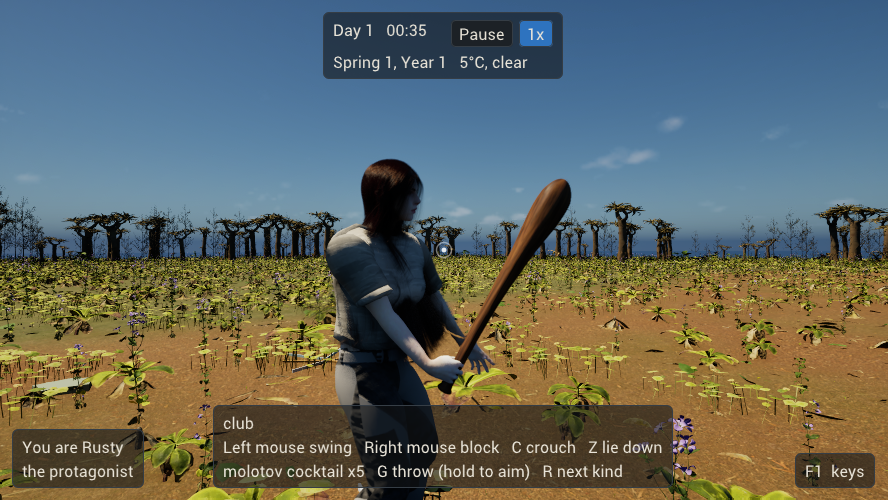 Day 1 00:35 Pause 1x
Spring 1, Year 1 5°C, clear
club
Left mouse swing Right mouse block C crouch Z lie down
molotov cocktail x5 G throw (hold to aim) R next kind
You are Rusty
the protagonist
F1 keys